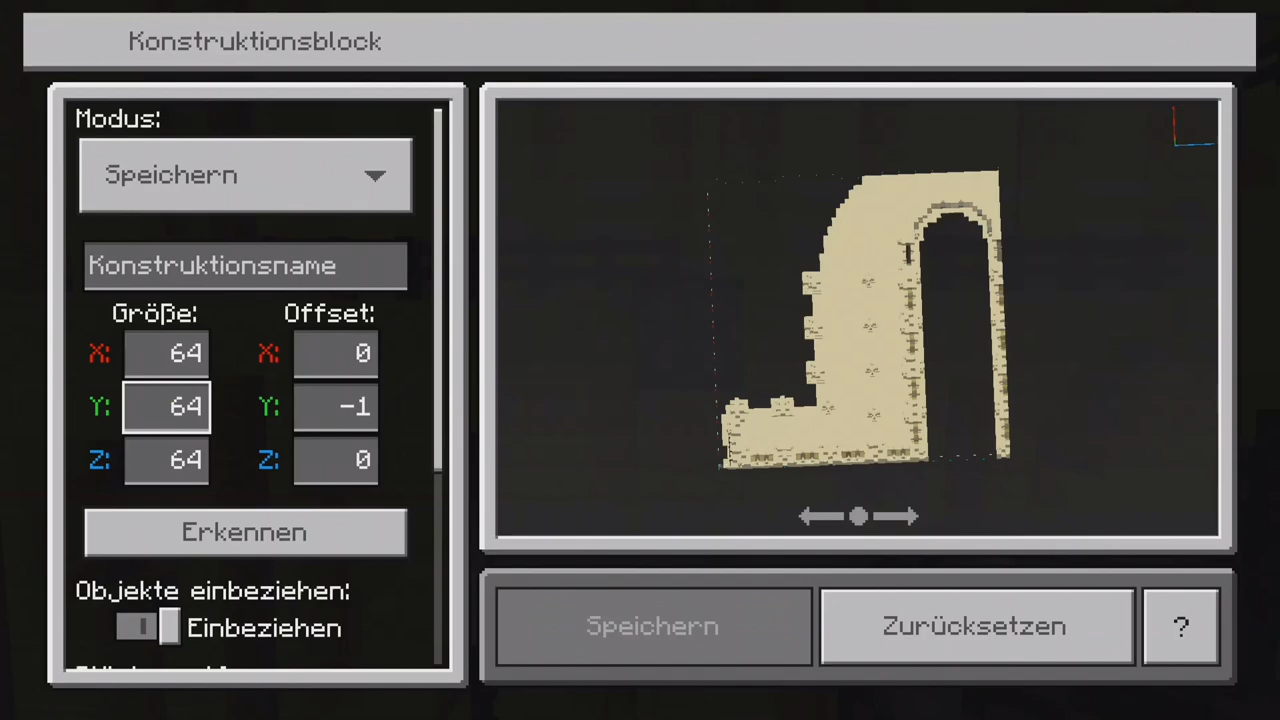 Konstruktionsblock
Modus:
Speichern
Konstruktionsname
Größe: Offset:
X: 64 X: 0
Y: 64 Y: -1
Z: 64 Z: 0
Erkennen
Objekte einbeziehen:
Einbeziehen
Speichern Zurücksetzen ?